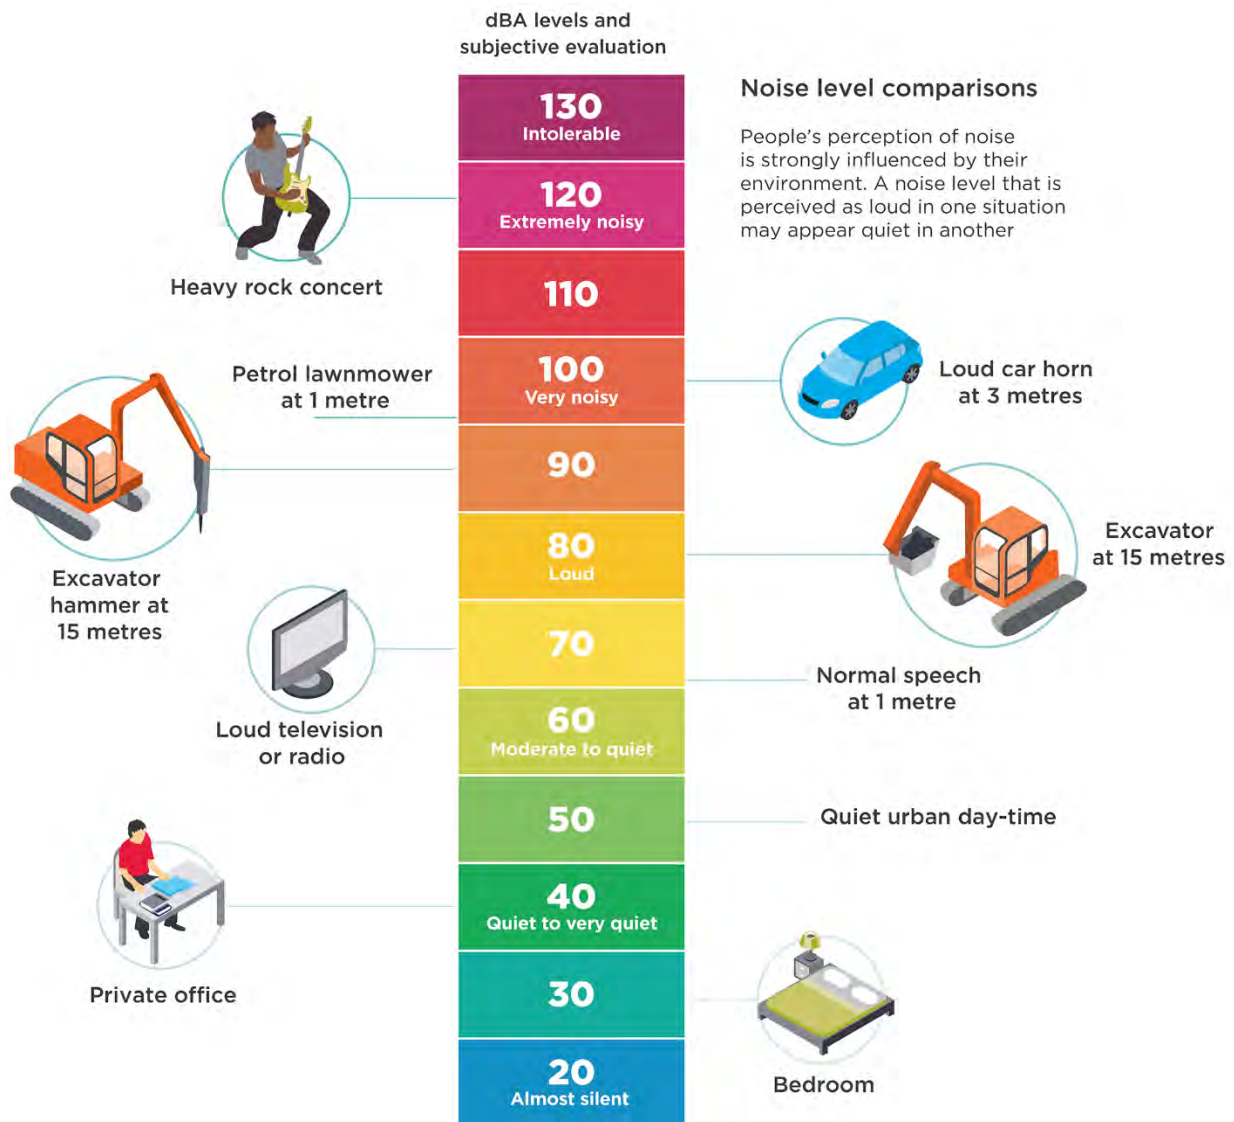 dBA levels and
subjective evaluation
130
Intolerable
Noise level comparisons
People’s perception of noise
is strongly influenced by their
environment. A noise level that is
perceived as loud in one situation
may appear quiet in another
120
Extremely noisy
Heavy rock concert
110
Petrol lawnmower
at 1 metre
100
Very noisy
Loud car horn
at 3 metres
90
Excavator
hammer at
15 metres
80
Loud
Excavator
at 15 metres
70
Normal speech
at 1 metre
Loud television
or radio
60
Moderate to quiet
50
Quiet urban day-time
40
Quiet to very quiet
Private office
30
Bedroom
20
Almost silent